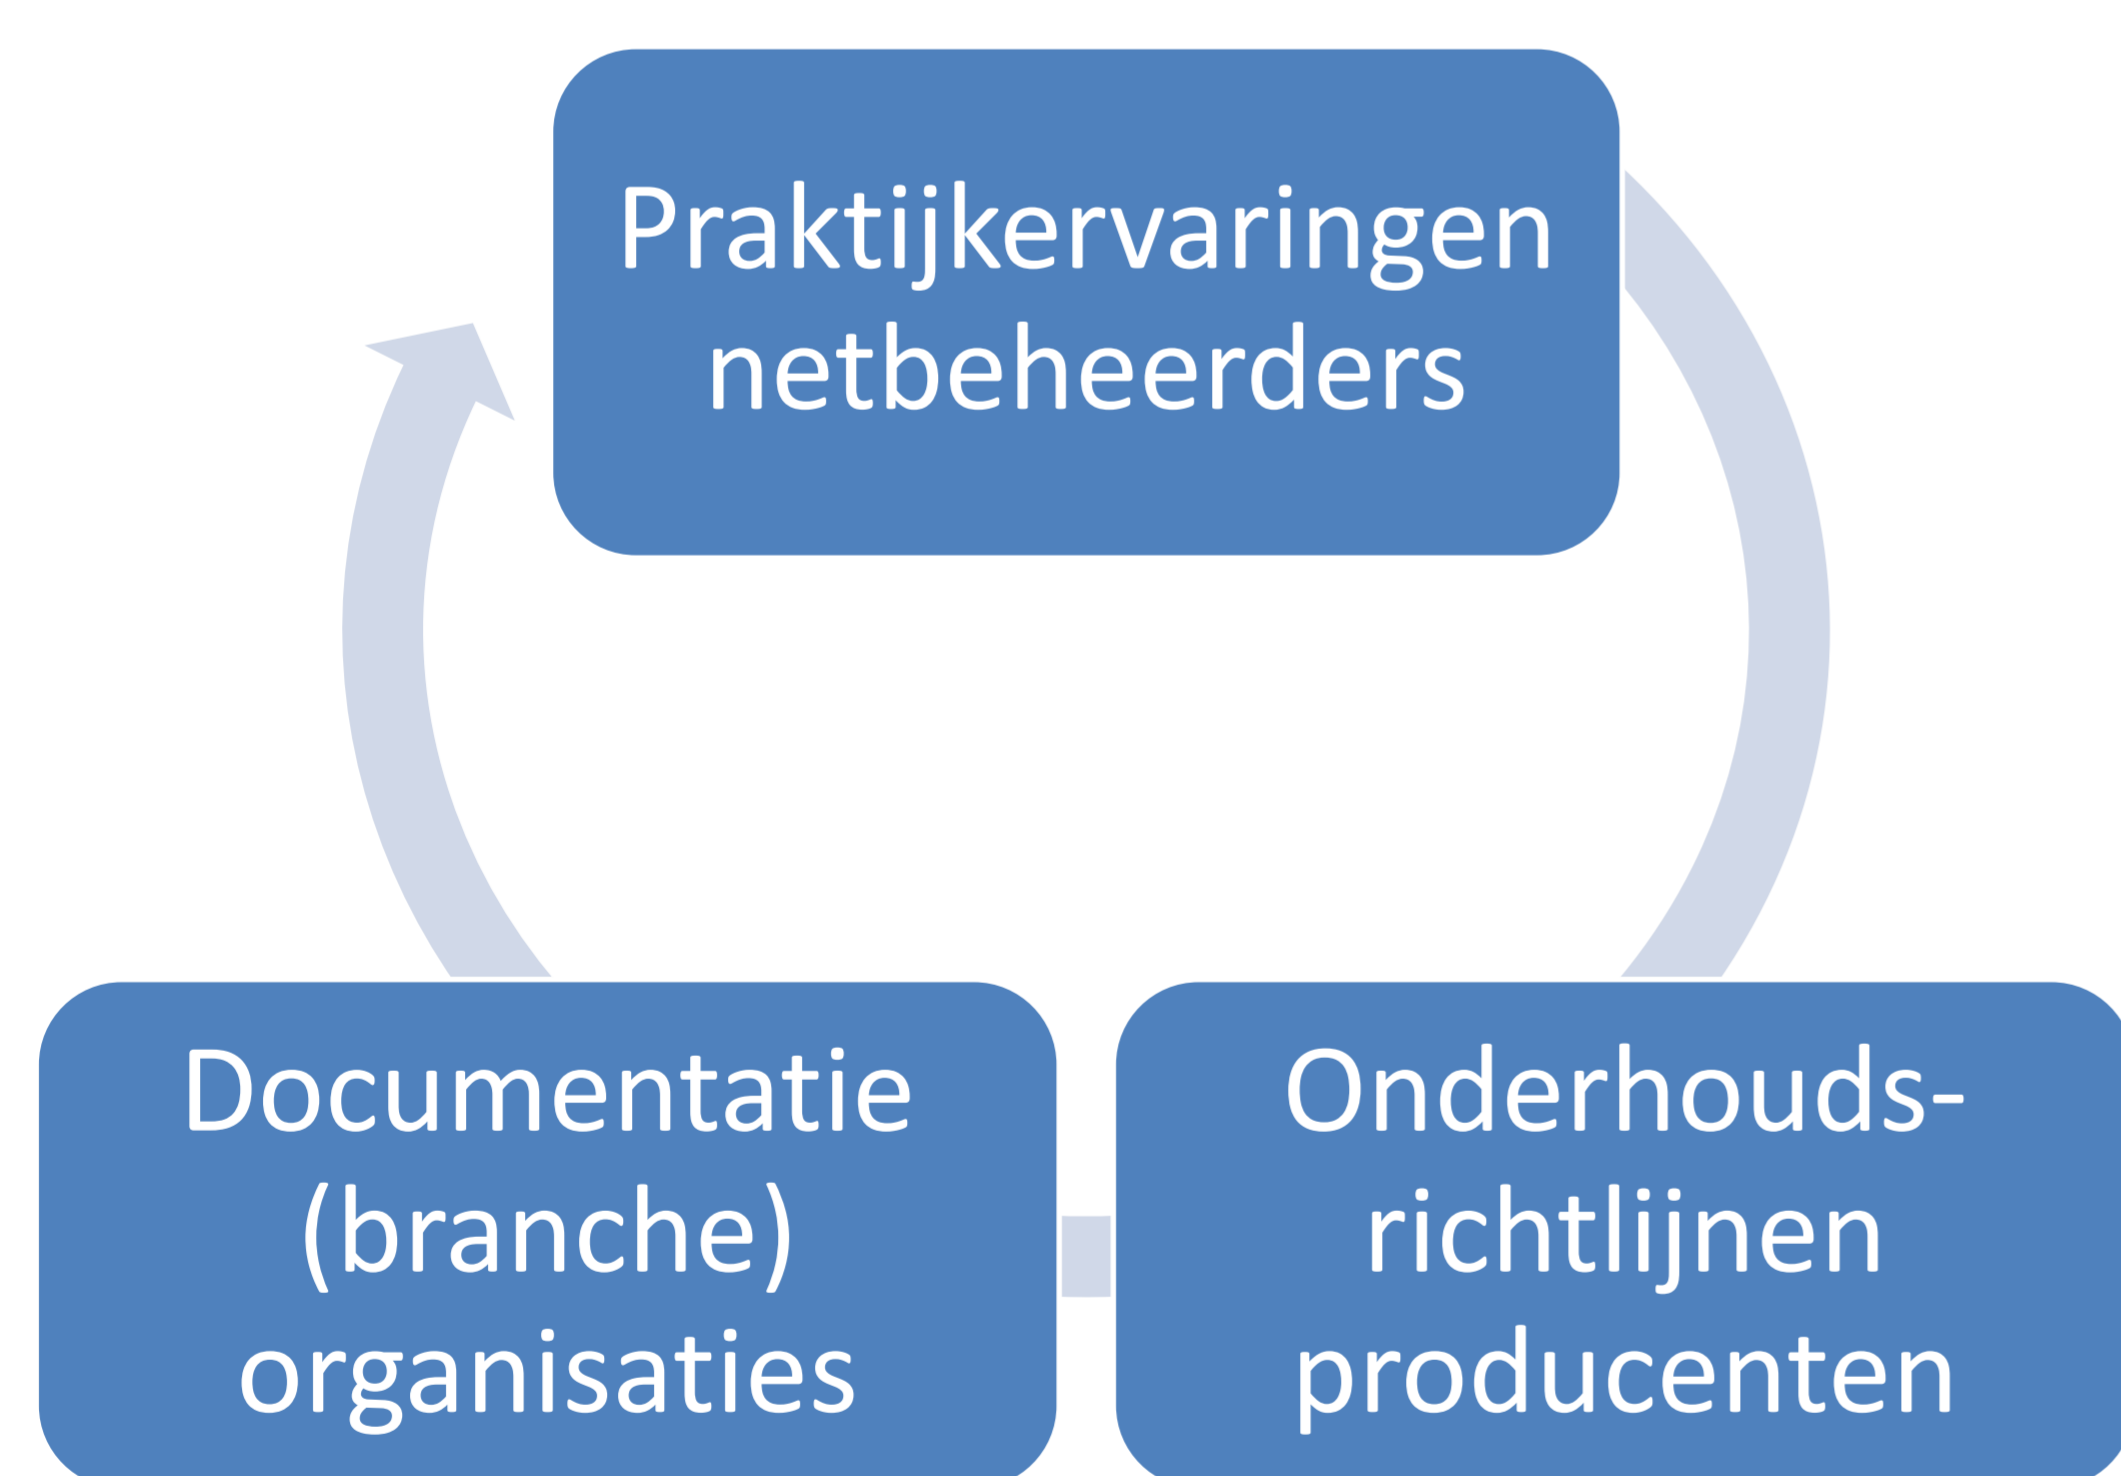 Praktijkervaringen
netbeheerders
Documentatie
(branche)
organisaties
Onderhouds-
richtlijnen
producenten